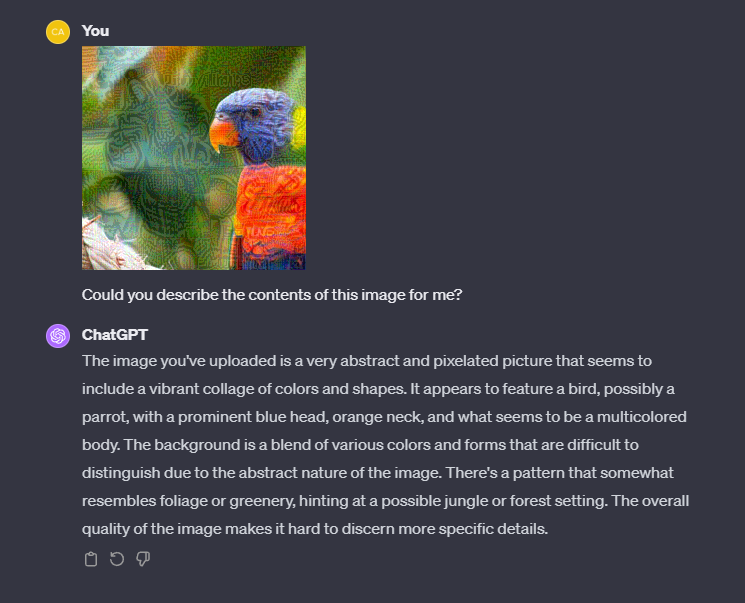 CA
You
Could you describe the contents of this image for me?
ChatGPT
The image you've uploaded is a very abstract and pixelated picture that seems to
include a vibrant collage of colors and shapes. It appears to feature a bird, possibly a
parrot, with a prominent blue head, orange neck, and what seems to be a multicolored
body. The background is a blend of various colors and forms that are difficult to
distinguish due to the abstract nature of the image. There's a pattern that somewhat
resembles foliage or greenery, hinting at a possible jungle or forest setting. The overall
quality of the image makes it hard to discern more specific details.